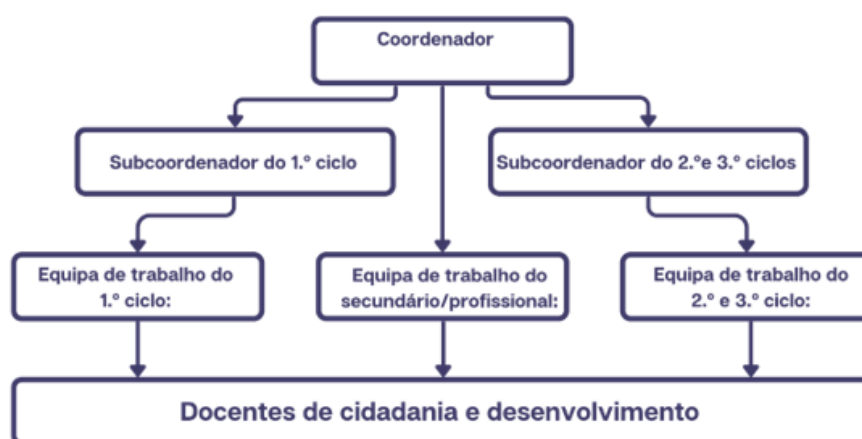 Coordenador
Subcoordenador do 1.º ciclo
Subcoordenador do 2.ºe 3.º ciclos
Equipa de trabalho do
1.º ciclo:
Equipa de trabalho do
secundário/profissional:
Equipa de trabalho do
2.º e 3.º ciclo:
Docentes de cidadania e desenvolvimento